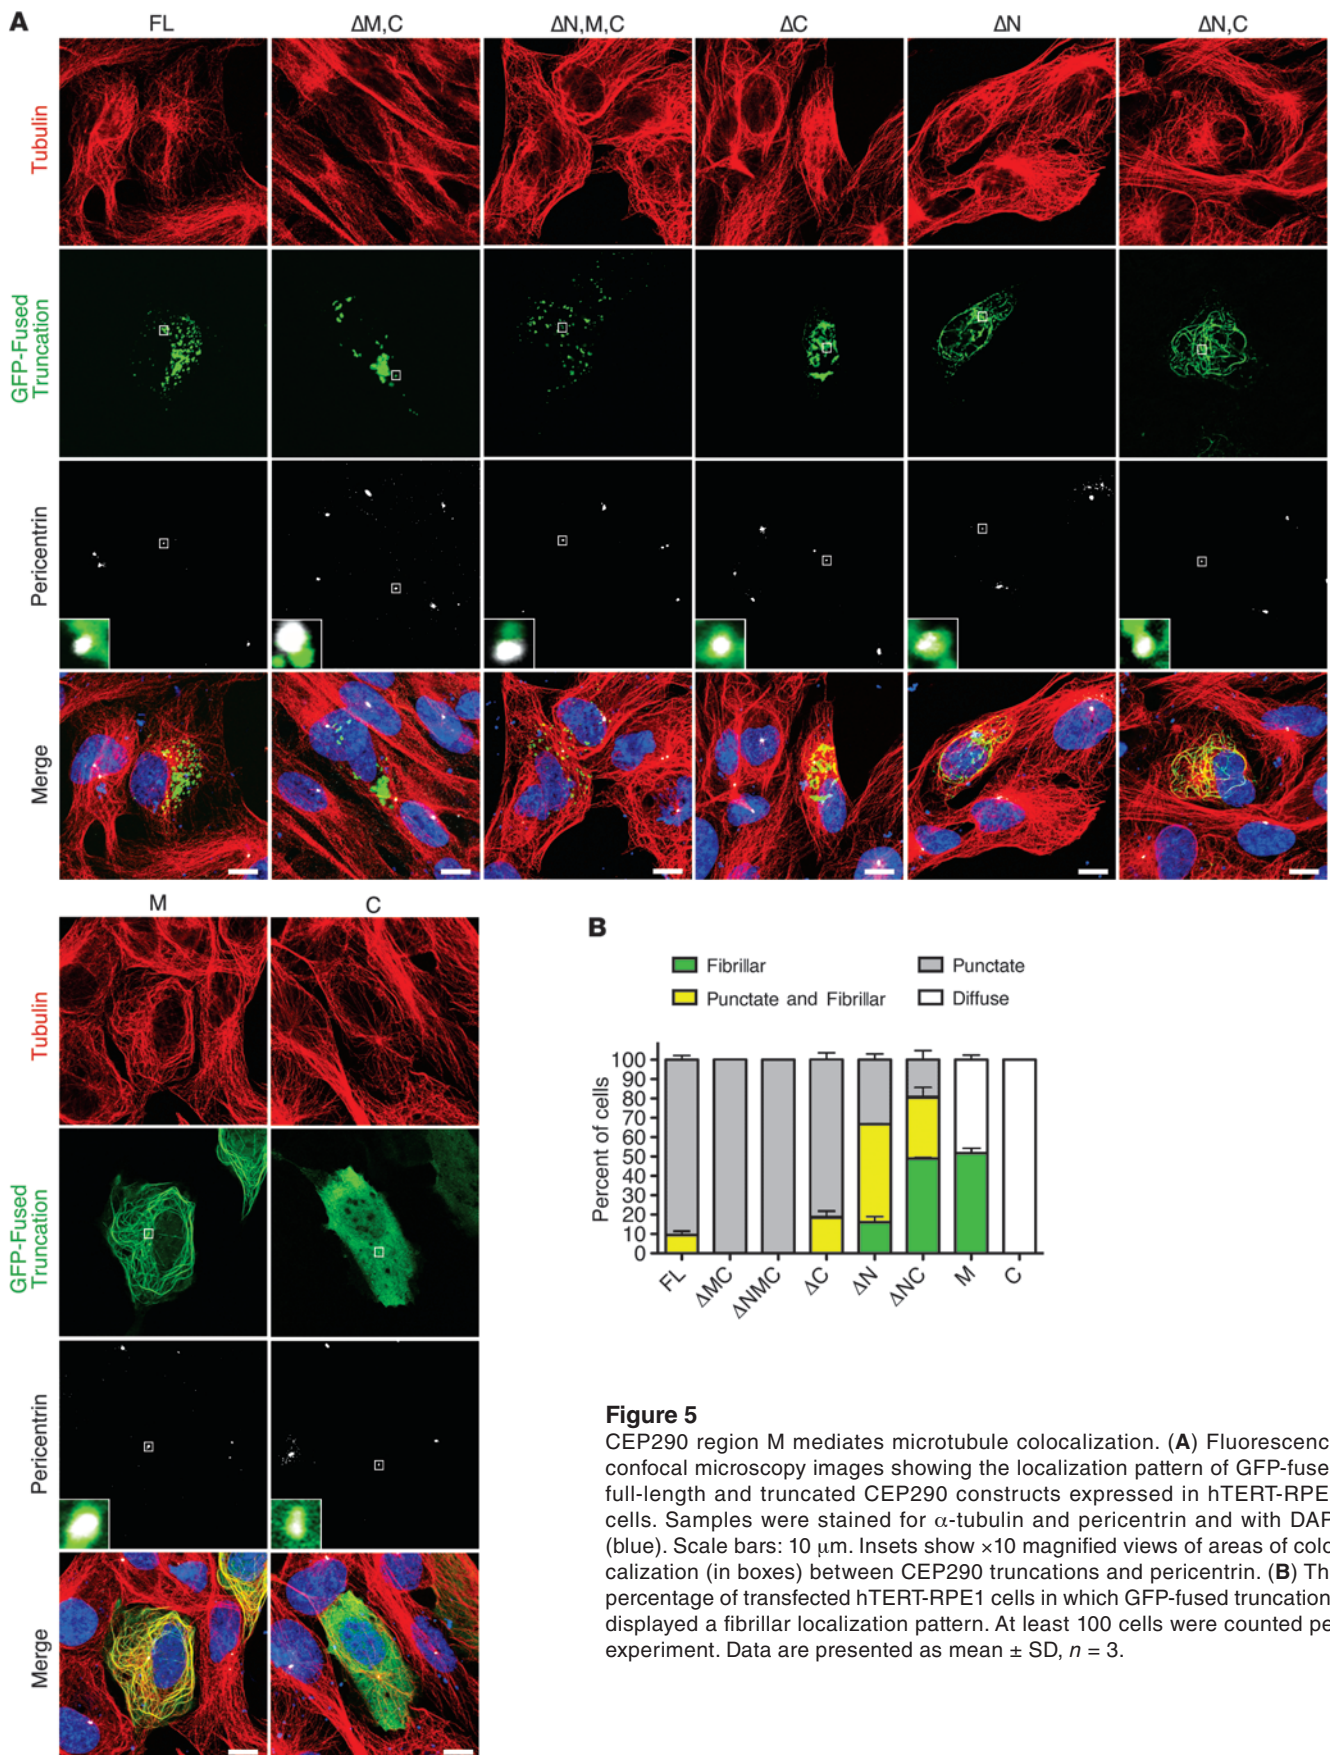 A
FL ΔM,C ΔN,M,C ΔC ΔN ΔN,C
Tubulin
GFP-Fused
Truncation
Pericentrin
Merge
M C
Tubulin
GFP-Fused
Truncation
Pericentrin
Merge
B
Fibrillar Punctate
Punctate and Fibrillar Diffuse
Percent of cells
100
90
80
70
60
50
40
30
20
10
0
FL ΔMC ΔNMC ΔC ΔN ΔNC M C
Figure 5
CEP290 region M mediates microtubule colocalization. (A) Fluorescenc
confocal microscopy images showing the localization pattern of GFP-fuse
full-length and truncated CEP290 constructs expressed in hTERT-RPE
cells. Samples were stained for α-tubulin and pericentrin and with DAP
(blue). Scale bars: 10 μm. Insets show ×10 magnified views of areas of colo
calization (in boxes) between CEP290 truncations and pericentrin. (B) Th
percentage of transfected hTERT-RPE1 cells in which GFP-fused truncation
displayed a fibrillar localization pattern. At least 100 cells were counted pe
experiment. Data are presented as mean ± SD, n = 3.